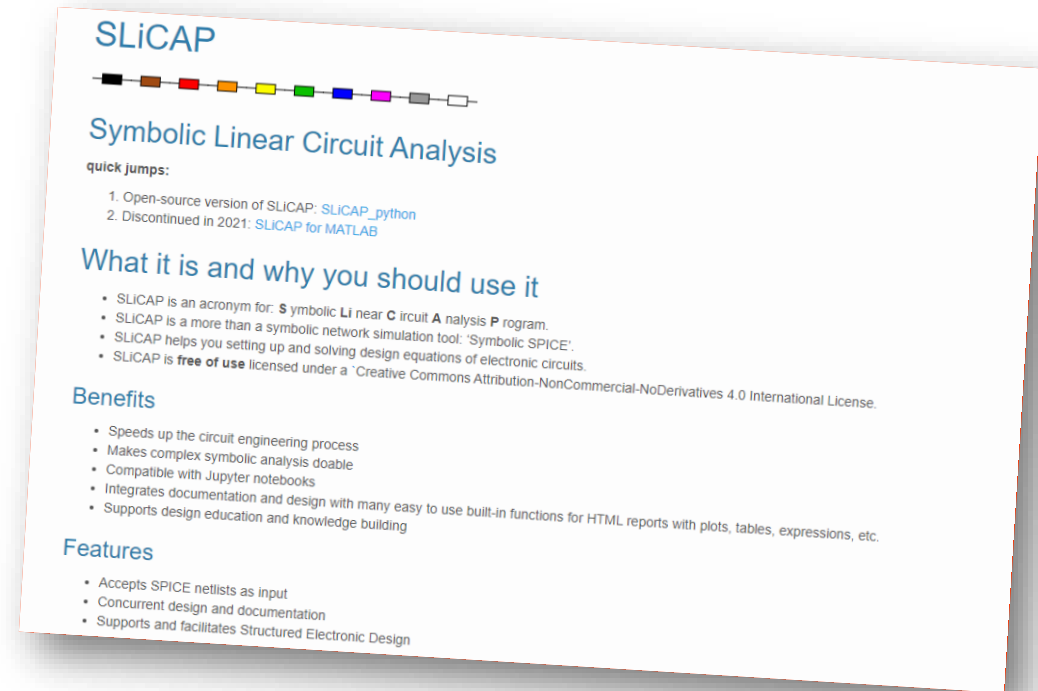 SLiCAP
Symbolic Linear Circuit Analysis
quick jumps:
1. Open-source version of SLiCAP: SLiCAP_python
2. Discontinued in 2021: SLiCAP for MATLAB
What it is and why you should use it
• SLiCAP is an acronym for: S ymbolic Li near C ircuit A nalysis P rogram.
• SLiCAP is a more than a symbolic network simulation tool: ‘Symbolic SPICE’.
• SLiCAP helps you setting up and solving design equations of electronic circuits.
• SLiCAP is free of use licensed under a `Creative Commons Attribution-NonCommercial-NoDerivatives 4.0 International License.
Benefits
• Speeds up the circuit engineering process
• Makes complex symbolic analysis doable
• Compatible with Jupyter notebooks
• Integrates documentation and design with many easy to use built-in functions for HTML reports with plots, tables, expressions, etc.
• Supports design education and knowledge building
Features
• Accepts SPICE netlists as input
• Concurrent design and documentation
• Supports and facilitates Structured Electronic Design